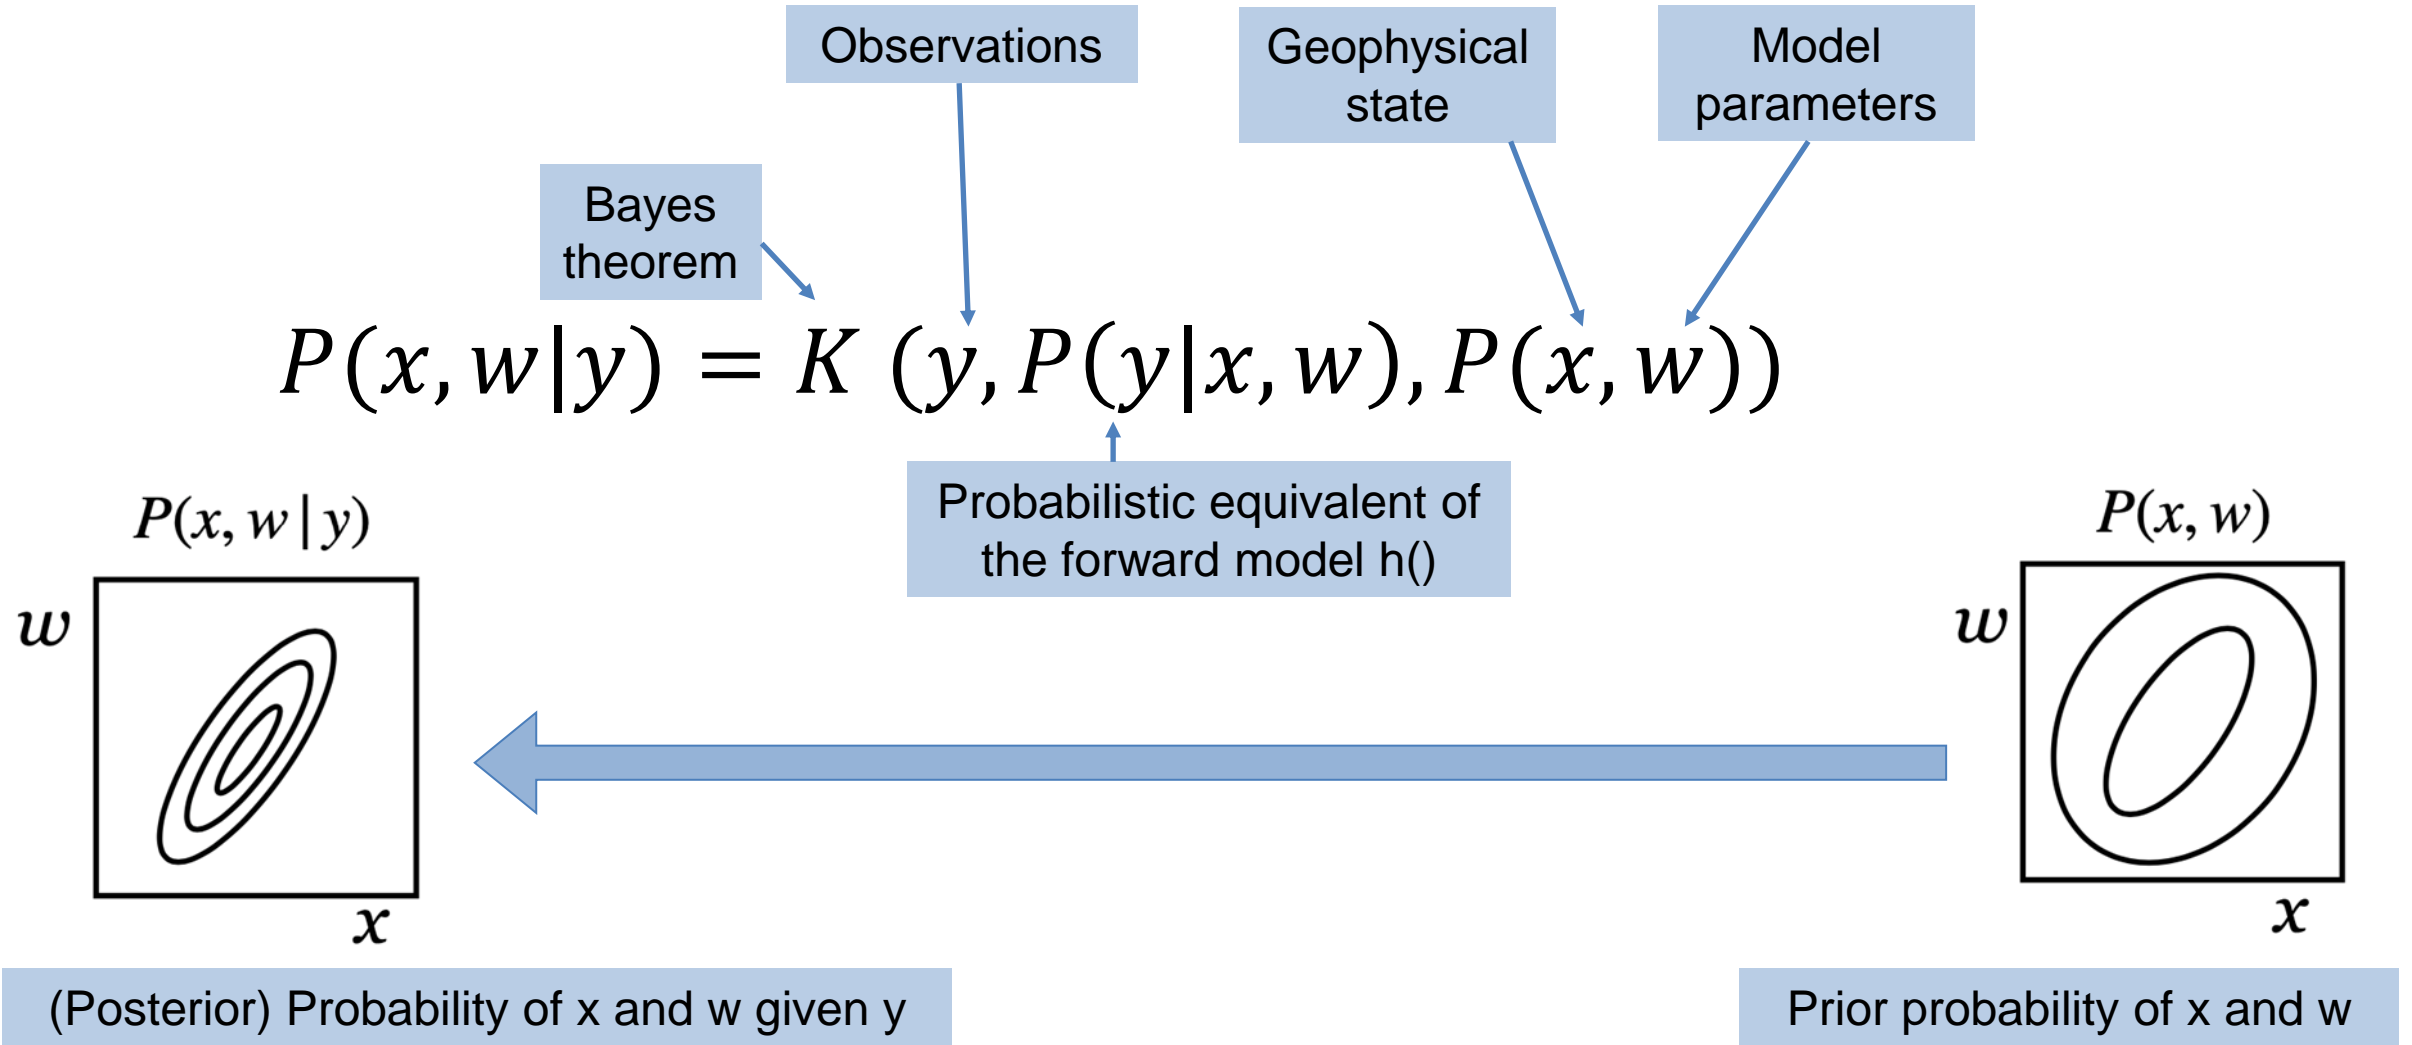 Observations
Geophysical
state
Model
parameters
Bayes
theorem
P(x, w|y) = K (y, P(y|x, w), P(x, w))
Probabilistic equivalent of
the forward model h()
P(x, w | y)
w
x
P(x, w)
w
x
(Posterior) Probability of x and w given y
Prior probability of x and w